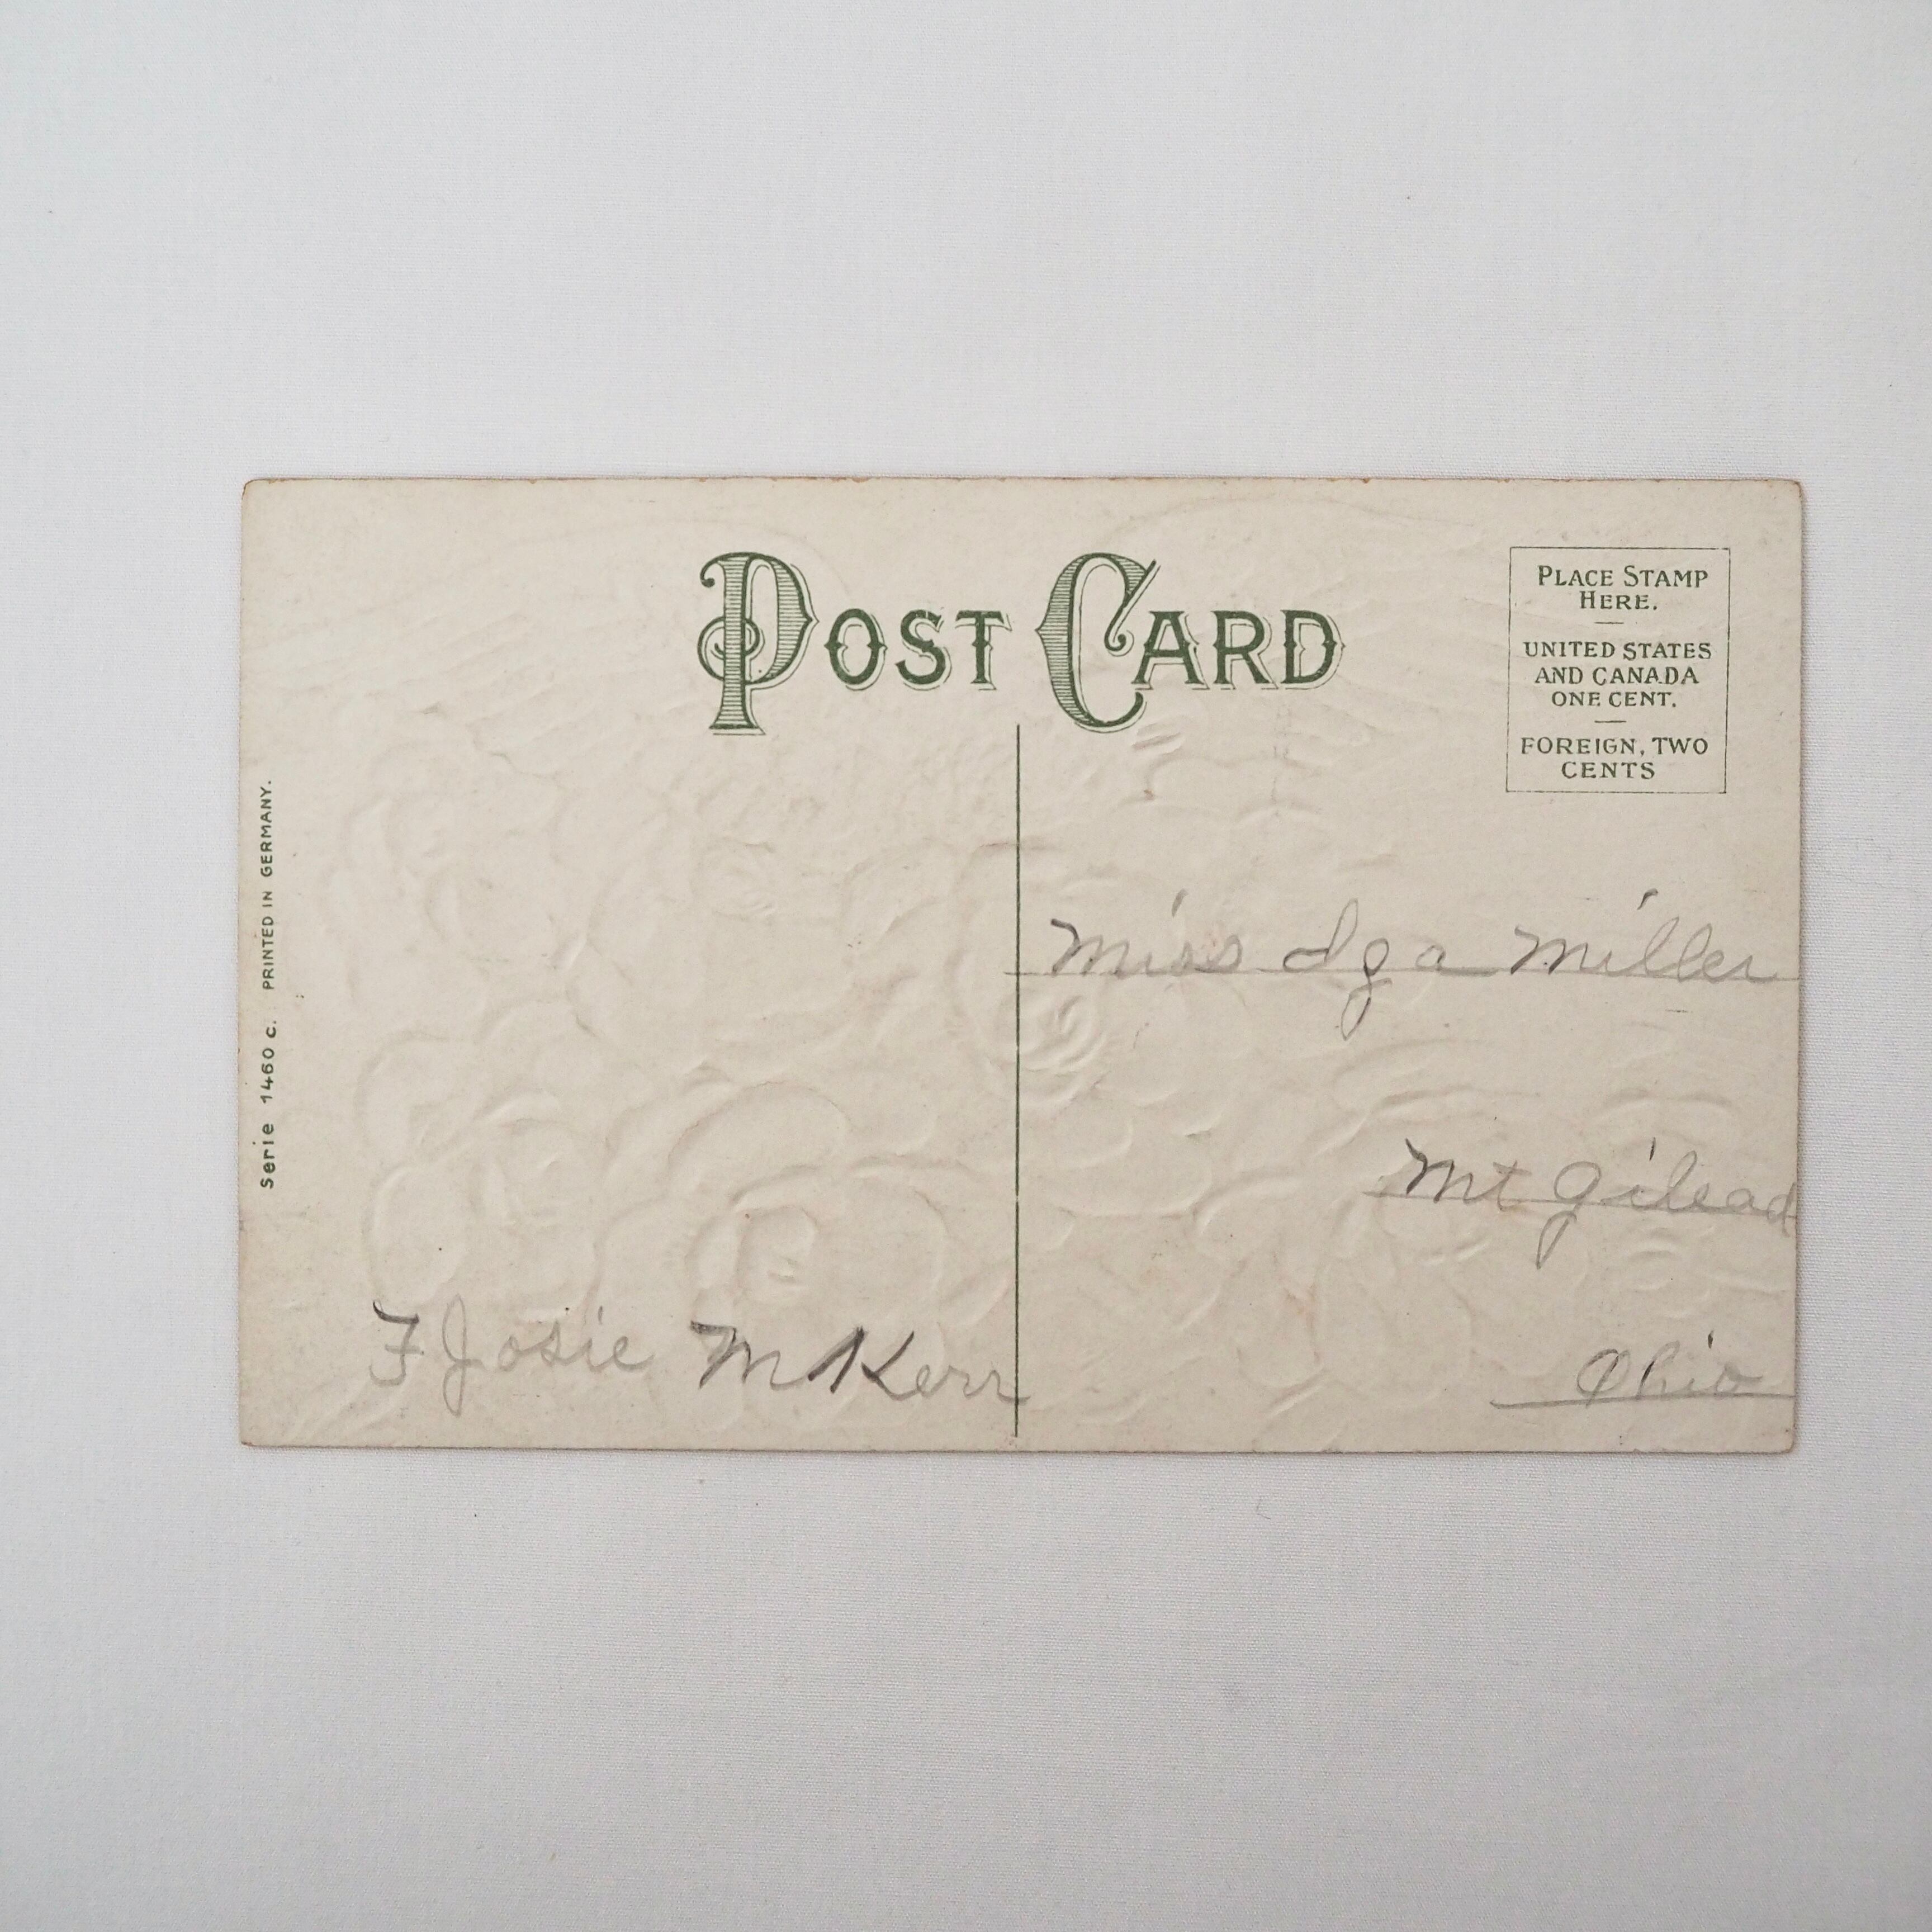 POST CARD
PLACE STAMP
HERE.
UNITED STATES
AND CANADA
ONE CENT.
FOREIGN, TWO
CENTS
Serie 1460 c. PRINTED IN GERMANY.
Miss Iga Miller
Mt Gilead
Ohio
F Josie McKerr